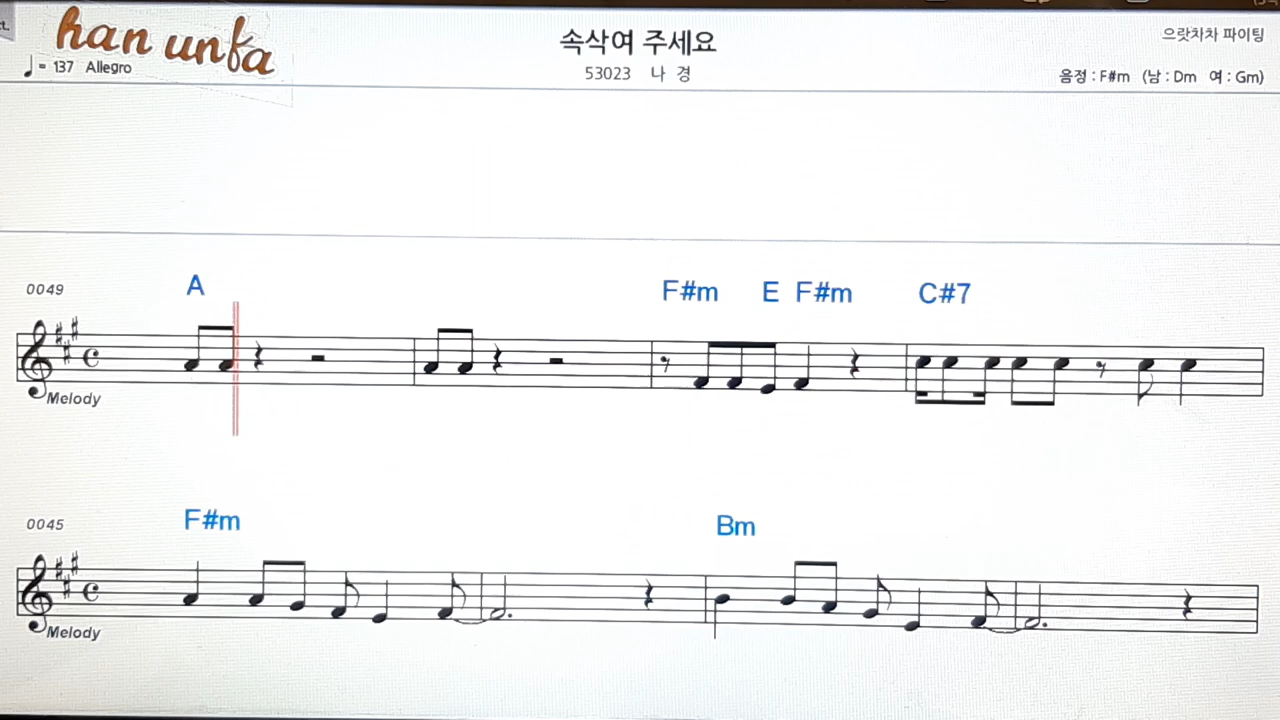 han unfa
♩= 137 Allegro
속삭여 주세요
53023 나 경
으랏차차 파이팅
음정 : F#m (남 : Dm 여 : Gm)
0049
A F#m E F#m C#7
Melody
0045
F#m Bm
Melody